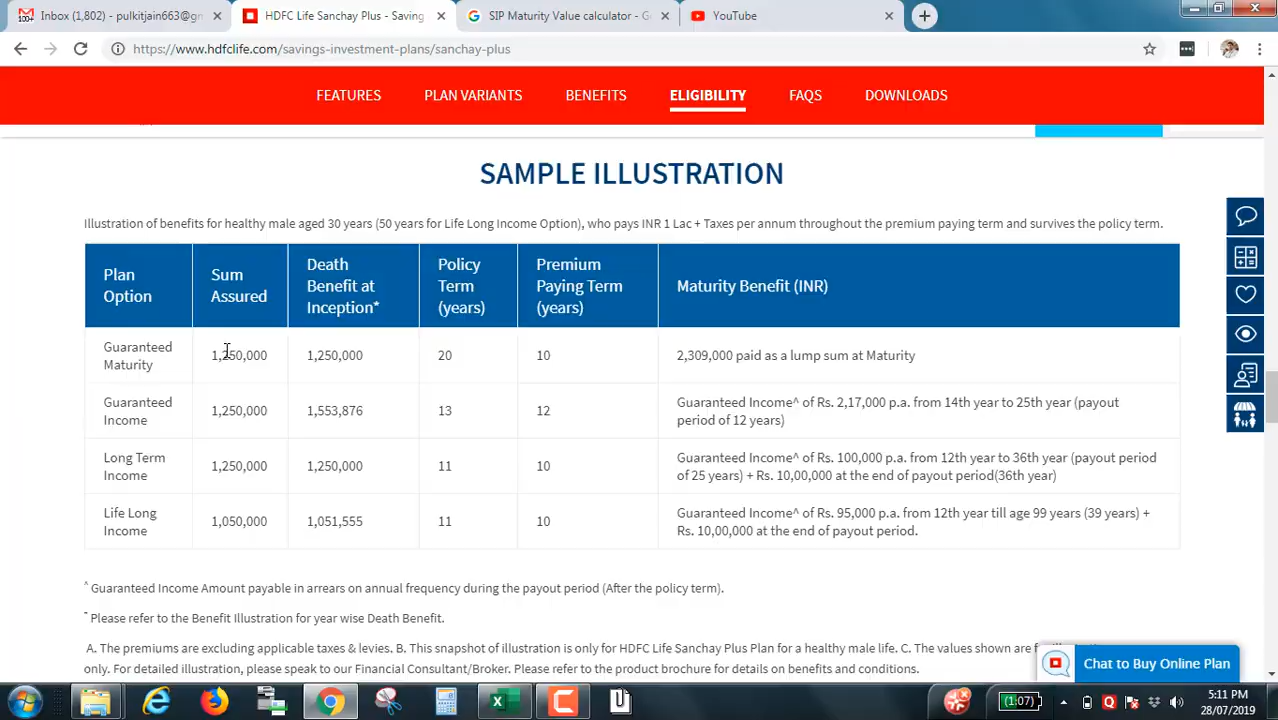 Inbox (1,802) - pulkitjain663@gm
HDFC Life Sanchay Plus - Saving
SIP Maturity Value calculator - Go
YouTube
https://www.hdfclife.com/savings-investment-plans/sanchay-plus
FEATURES PLAN VARIANTS BENEFITS ELIGIBILITY FAQS DOWNLOADS
SAMPLE ILLUSTRATION
Illustration of benefits for healthy male aged 30 years (50 years for Life Long Income Option), who pays INR 1 Lac + Taxes per annum throughout the premium paying term and survives the policy term.
Plan
Option
Sum
Assured
Death
Benefit at
Inception*
Policy
Term
(years)
Premium
Paying Term
(years)
Maturity Benefit (INR)
Guaranteed
Maturity
1,250,000
1,250,000
20
10
2,309,000 paid as a lump sum at Maturity
Guaranteed
Income
1,250,000
1,553,876
13
12
Guaranteed Income^ of Rs. 2,17,000 p.a. from 14th year to 25th year (payout
period of 12 years)
Long Term
Income
1,250,000
1,250,000
11
10
Guaranteed Income^ of Rs. 100,000 p.a. from 12th year to 36th year (payout period
of 25 years) + Rs. 10,00,000 at the end of payout period(36th year)
Life Long
Income
1,050,000
1,051,555
11
10
Guaranteed Income^ of Rs. 95,000 p.a. from 12th year till age 99 years (39 years) +
Rs. 10,00,000 at the end of payout period.
^ Guaranteed Income Amount payable in arrears on annual frequency during the payout period (After the policy term).
* Please refer to the Benefit Illustration for year wise Death Benefit.
A. The premiums are excluding applicable taxes & levies. B. This snapshot of illustration is only for HDFC Life Sanchay Plus Plan for a healthy male life. C. The values shown are
only. For detailed illustration, please speak to our Financial Consultant/Broker. Please refer to the product brochure for details on benefits and conditions.
Chat to Buy Online Plan
(1:07)
5:11 PM
28/07/2019